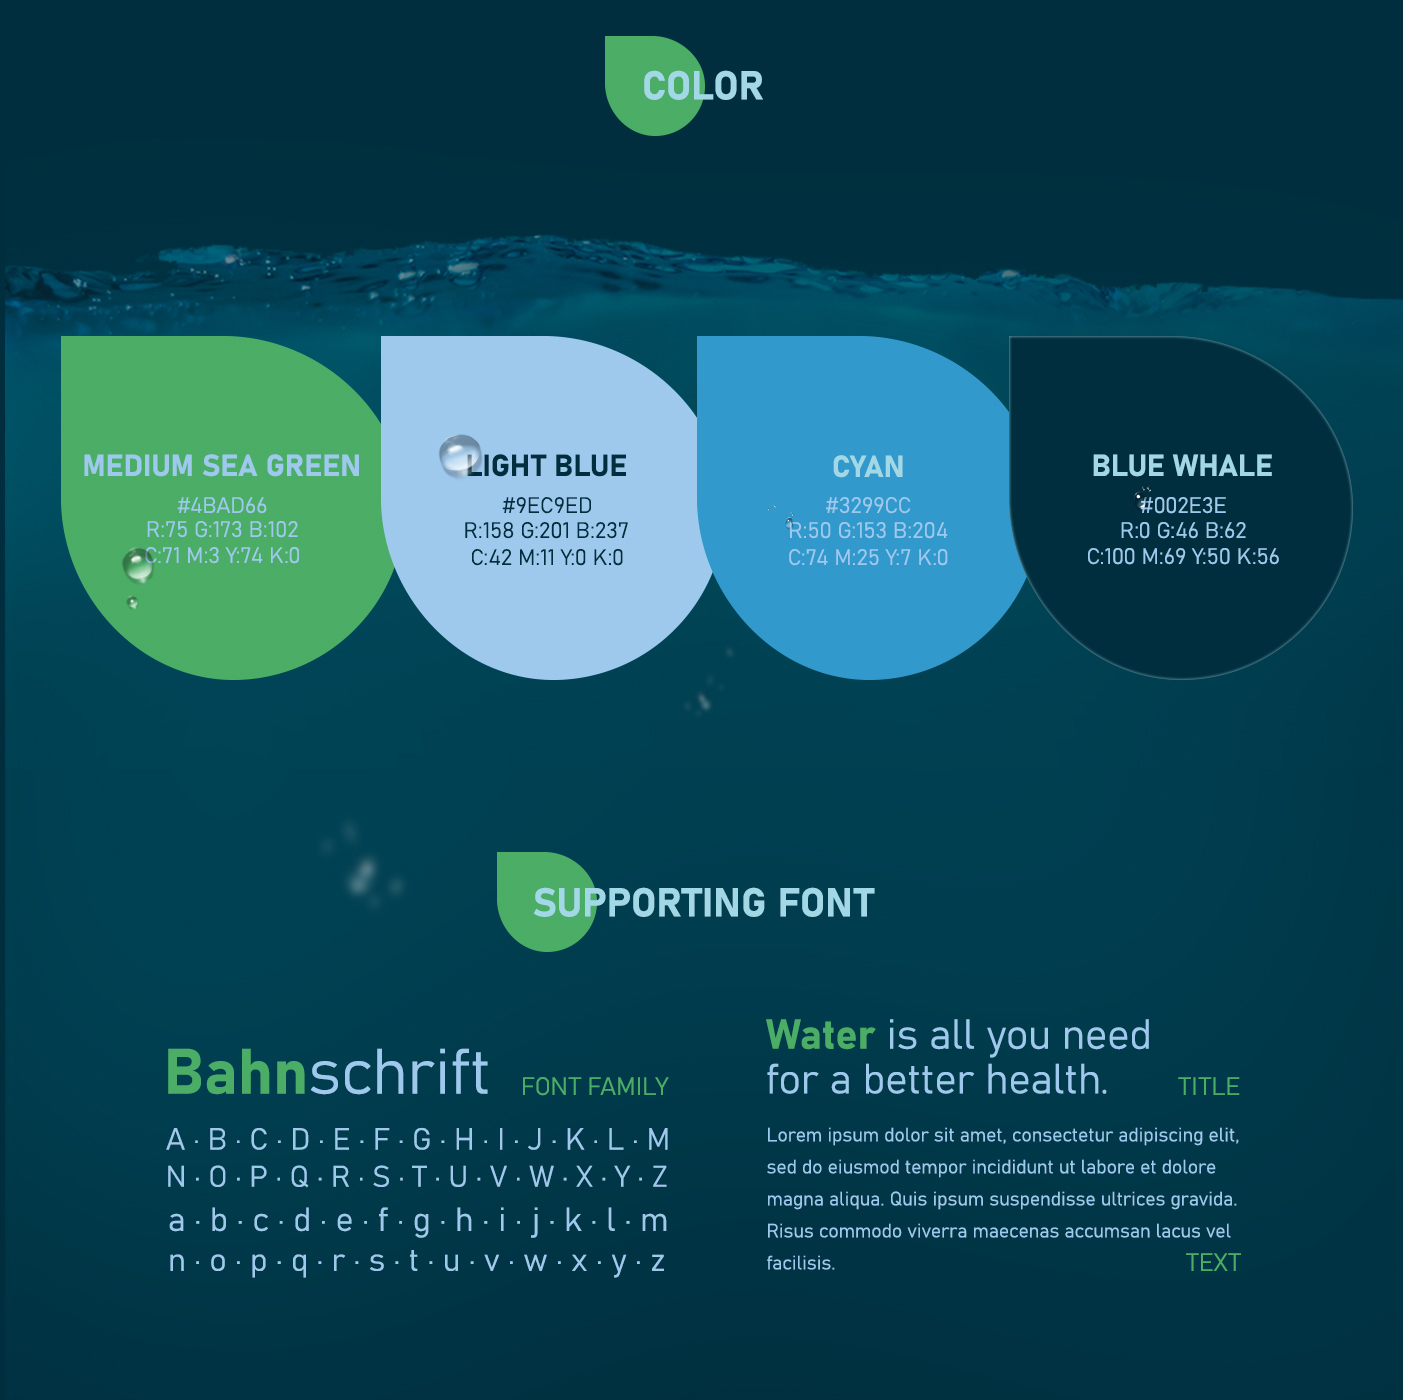 COLOR
MEDIUM SEA GREEN
#4BAD66
R:75 G:173 B:102
C:71 M:3 Y:74 K:0
LIGHT BLUE
#9EC9ED
R:158 G:201 B:237
C:42 M:11 Y:0 K:0
CYAN
#3299CC
R:50 G:153 B:204
C:74 M:25 Y:7 K:0
BLUE WHALE
#002E3E
R:0 G:46 B:62
C:100 M:69 Y:50 K:56
SUPPORTING FONT
Bahnschrift FONT FAMILY
A · B · C · D · E · F · G · H · I · J · K · L · M
N · O · P · Q · R · S · T · U · V · W · X · Y · Z
a · b · c · d · e · f · g · h · i · j · k · l · m
n · o · p · q · r · s · t · u · v · w · x · y · z
Water is all you need
for a better health. TITLE
Lorem ipsum dolor sit amet, consectetur adipiscing elit,
sed do eiusmod tempor incididunt ut labore et dolore
magna aliqua. Quis ipsum suspendisse ultrices gravida.
Risus commodo viverra maecenas accumsan lacus vel
facilisis. TEXT